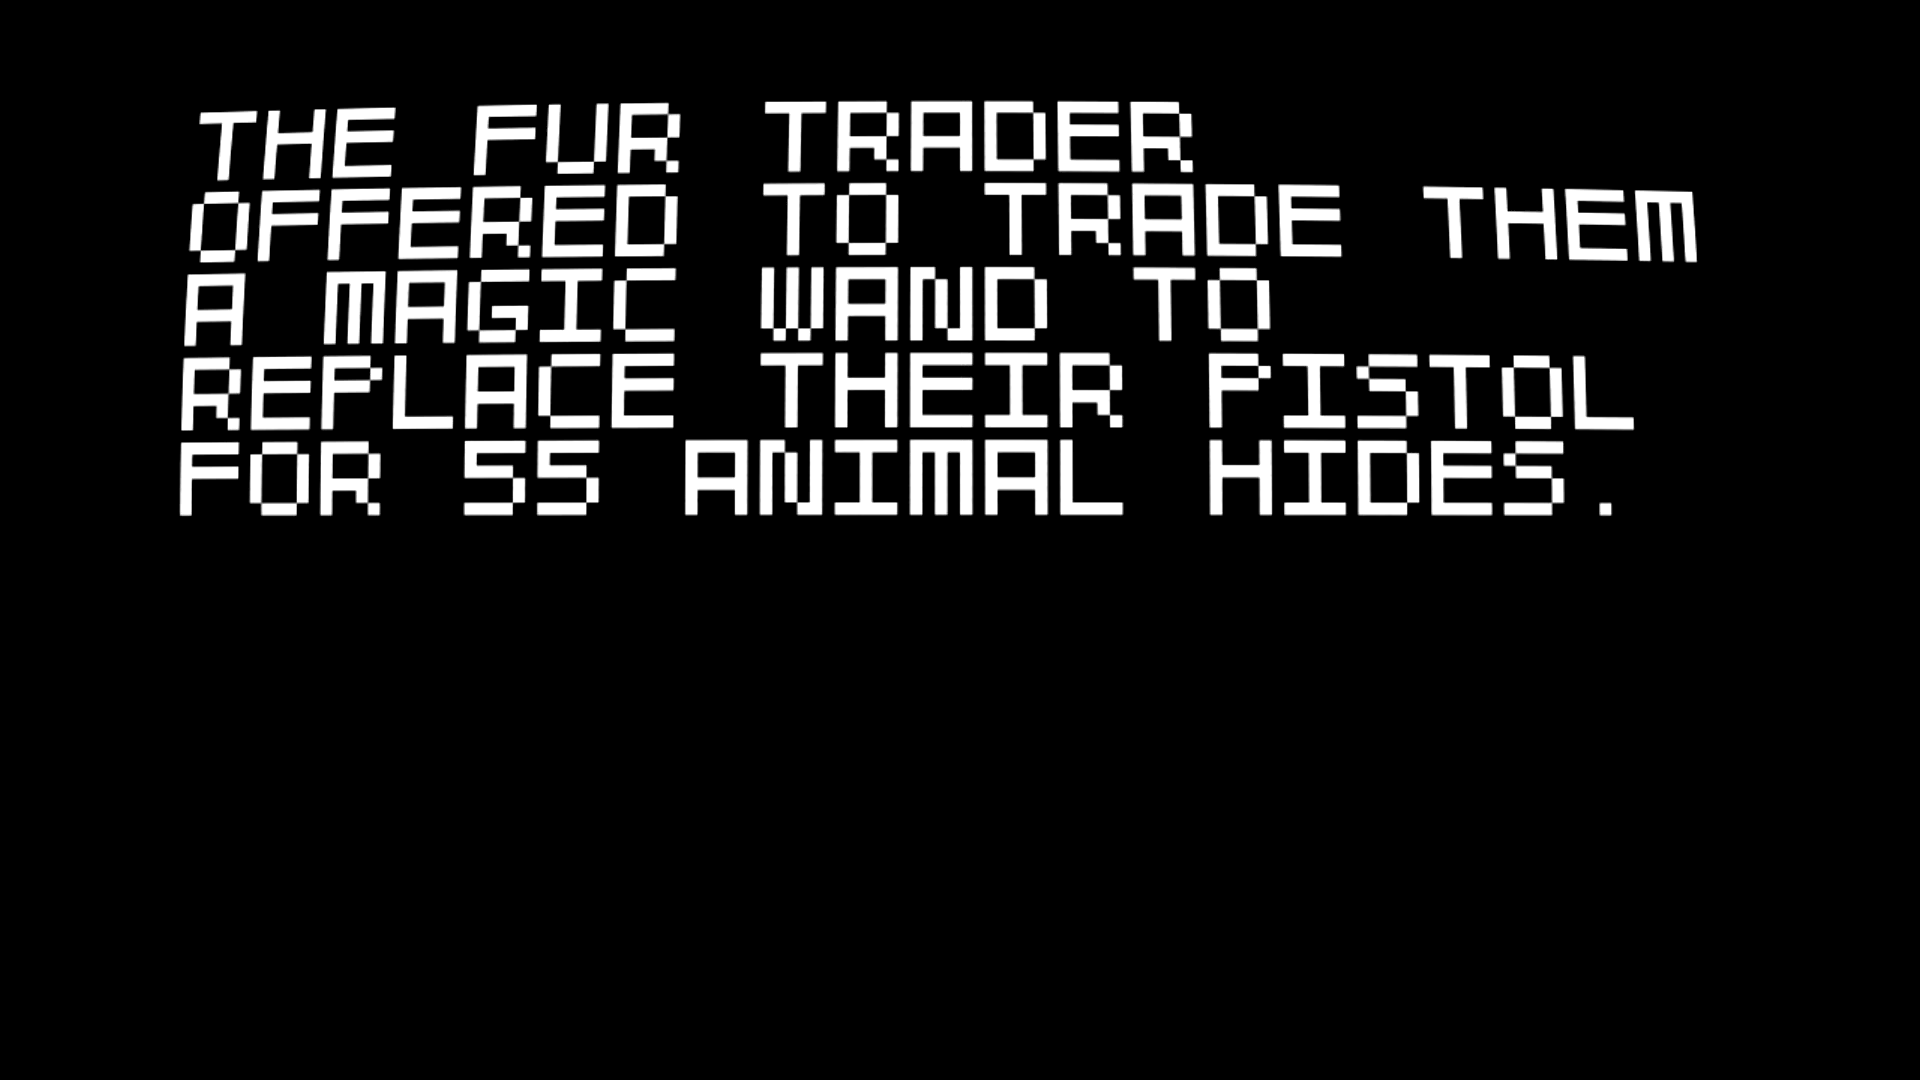 THE FUR TRADER
OFFERED TO TRADE THEM
A MAGIC WAND TO
REPLACE THEIR PISTOL
FOR 55 ANIMAL HIDES.